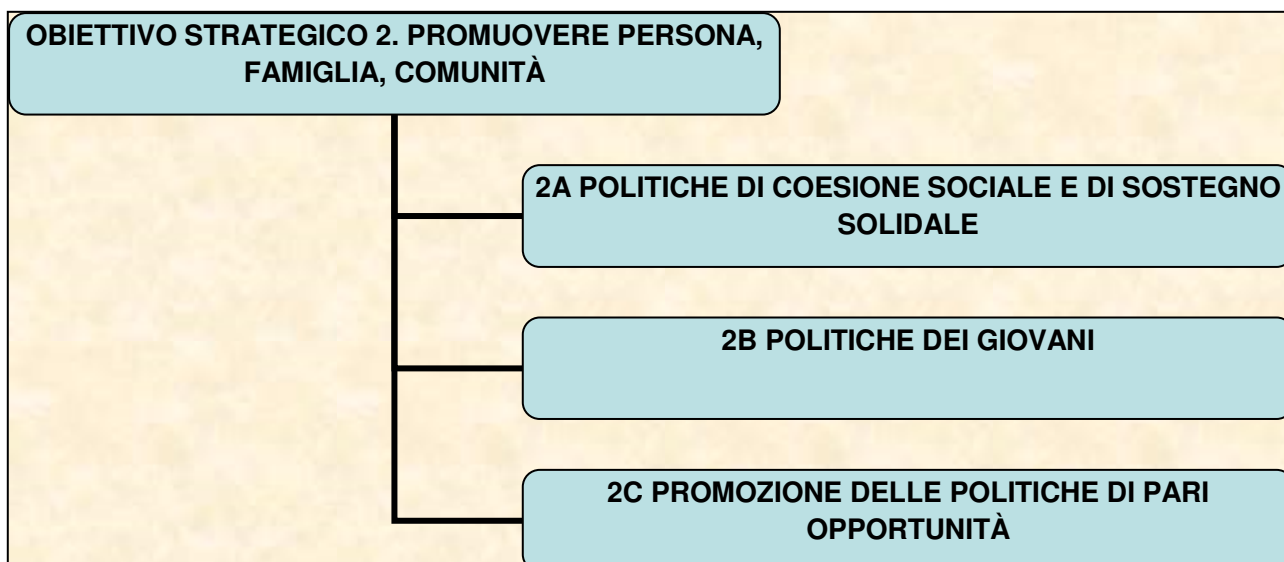 OBIETTIVO STRATEGICO 2. PROMUOVERE PERSONA,
FAMIGLIA, COMUNITÀ
2A POLITICHE DI COESIONE SOCIALE E DI SOSTEGNO
SOLIDALE
2B POLITICHE DEI GIOVANI
2C PROMOZIONE DELLE POLITICHE DI PARI
OPPORTUNITÀ